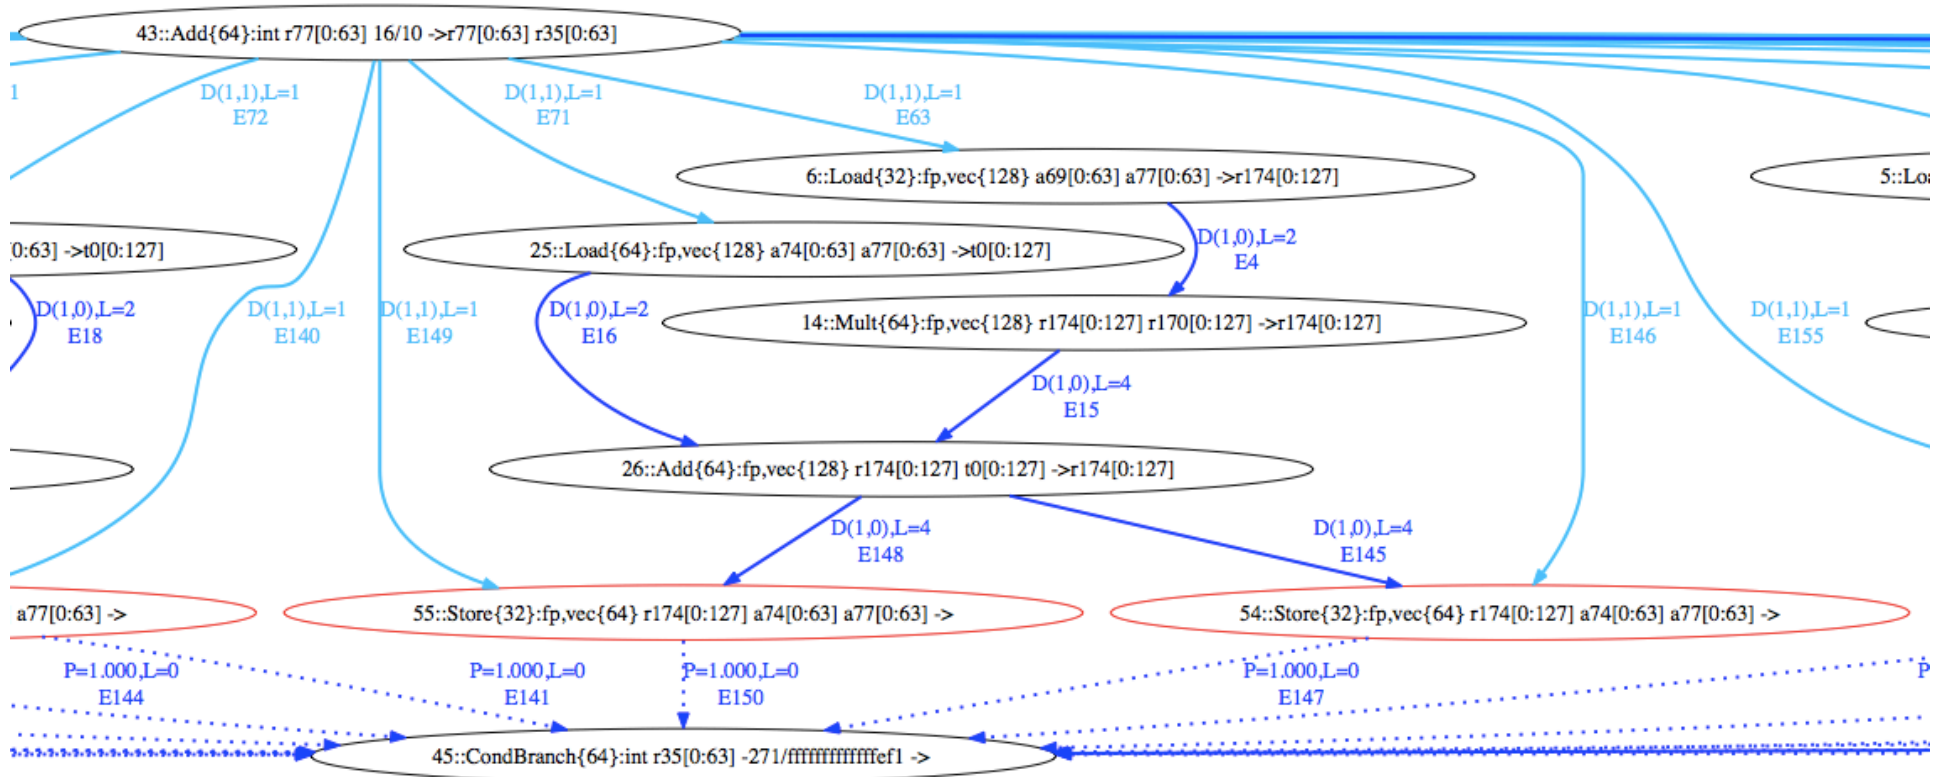 43::Add{64}:int r77[0:63] 16/10 ->r77[0:63] r35[0:63]
1
D(1,1),L=1
E72
D(1,1),L=1
E71
D(1,1),L=1
E63
6::Load{32}:fp,vec{128} a69[0:63] a77[0:63] ->r174[0:127]
5::Loa
0:63] ->t0[0:127]
25::Load{64}:fp,vec{128} a74[0:63] a77[0:63] ->t0[0:127]
D(1,0),L=2
E4
D(1,0),L=2
E18
D(1,1),L=1
E140
D(1,1),L=1
E149
D(1,0),L=2
E16
14::Mult{64}:fp,vec{128} r174[0:127] r170[0:127] ->r174[0:127]
D(1,1),L=1
E146
D(1,1),L=1
E155
D(1,0),L=4
E15
26::Add{64}:fp,vec{128} r174[0:127] t0[0:127] ->r174[0:127]
D(1,0),L=4
E148
D(1,0),L=4
E145
a77[0:63] ->
55::Store{32}:fp,vec{64} r174[0:127] a74[0:63] a77[0:63] ->
54::Store{32}:fp,vec{64} r174[0:127] a74[0:63] a77[0:63] ->
P=1.000,L=0
E144
P=1.000,L=0
E141
P=1.000,L=0
E150
P=1.000,L=0
E147
P
45::CondBranch{64}:int r35[0:63] -271/fffffffffffffef1 ->